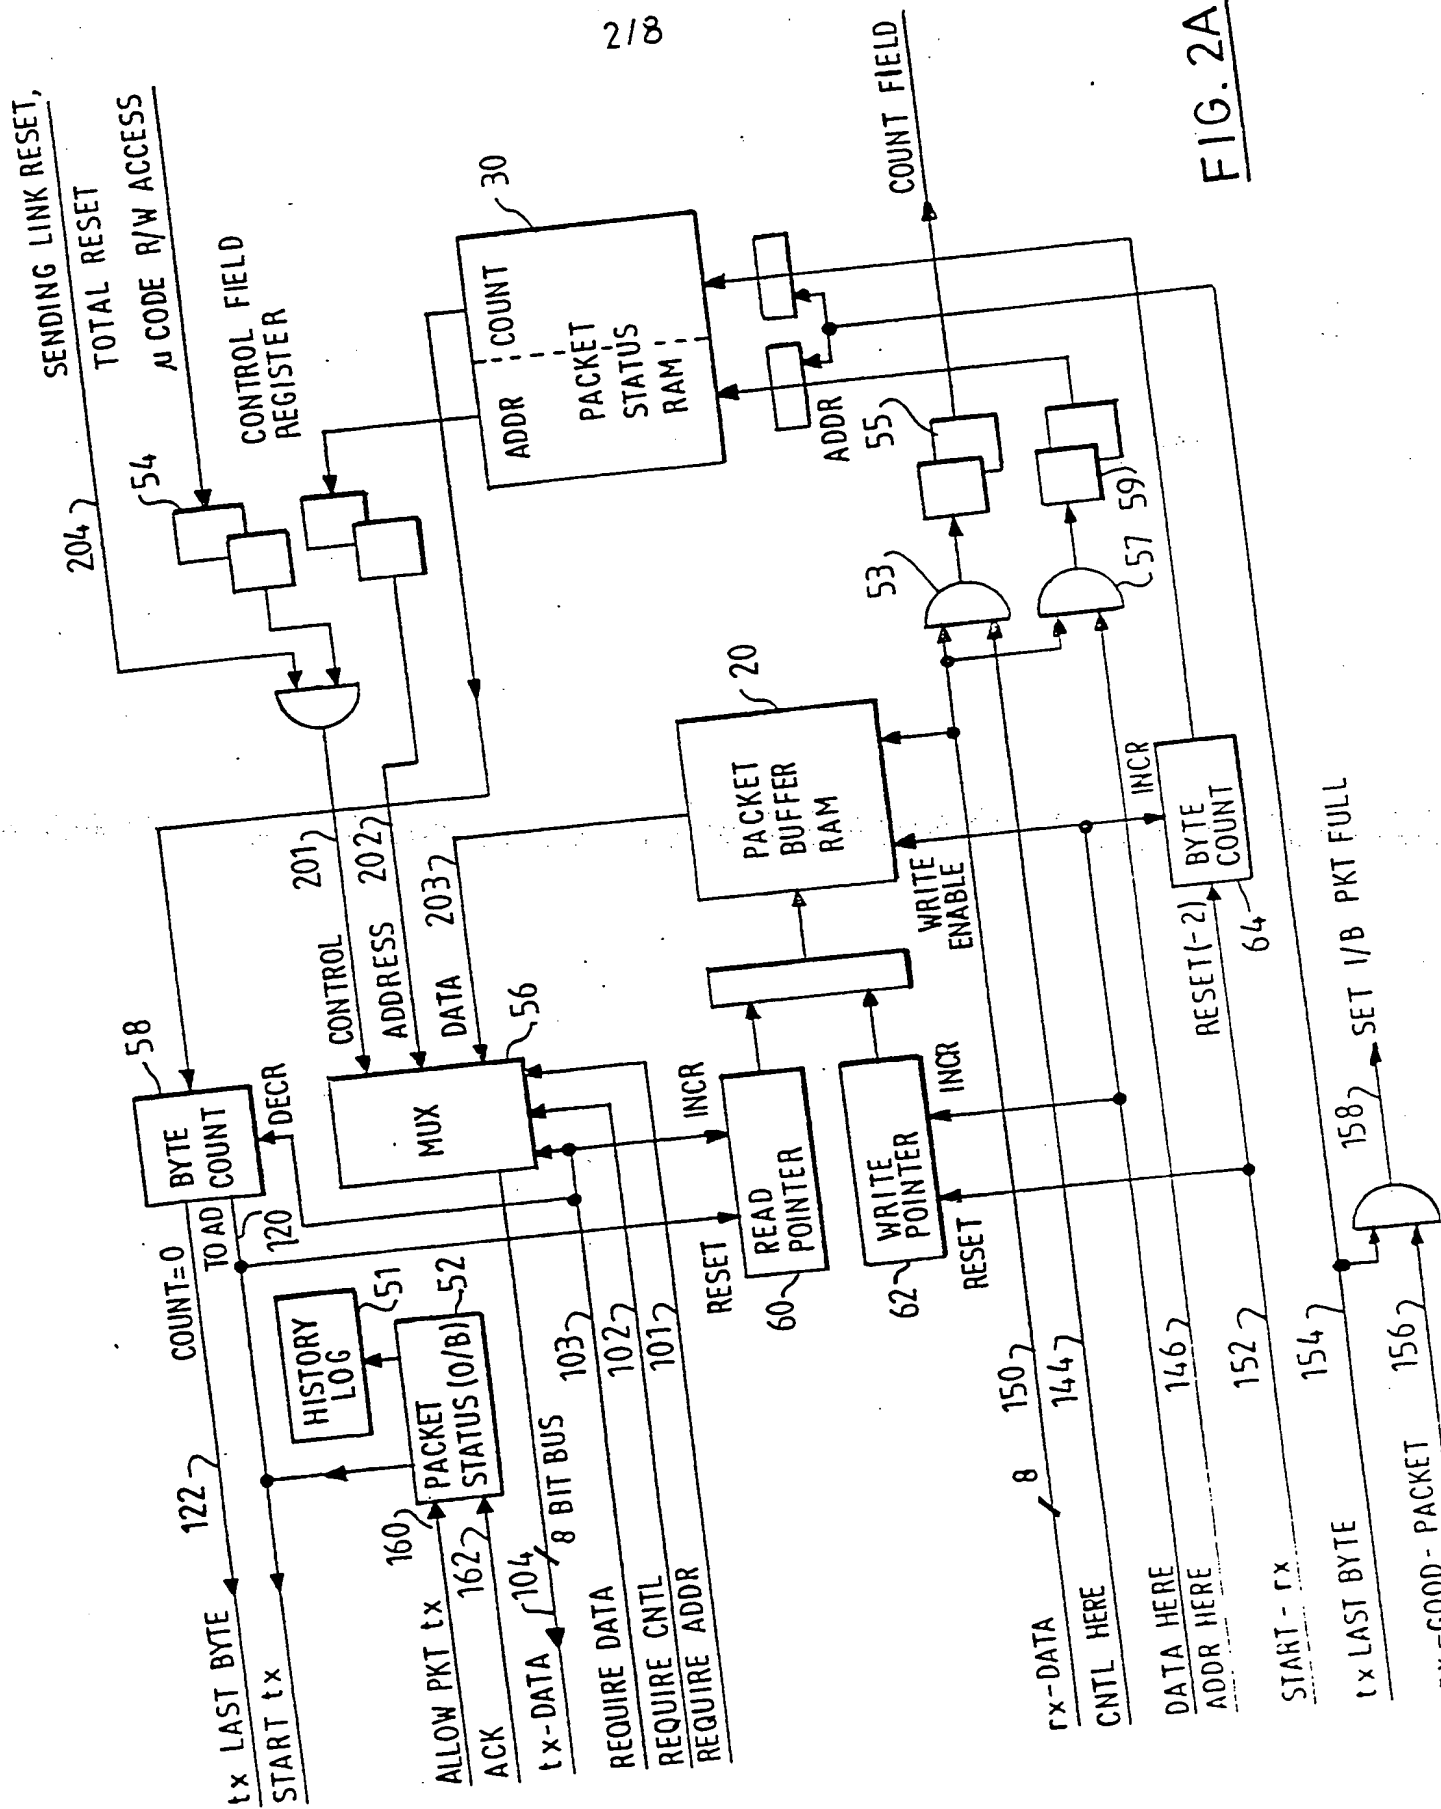 2/8
SENDING LINK RESET,
TOTAL RESET
μ CODE R/W ACCESS
204
54
CONTROL FIELD
REGISTER
30
ADDR
COUNT
PACKET
STATUS
RAM
ADDR
COUNT FIELD
55
53
59
57
FIG. 2A
58
BYTE
COUNT
DECR
COUNT=0
TO AD
120
122
201
202
203
CONTROL
ADDRESS
DATA
56
MUX
20
PACKET
BUFFER
RAM
WRITE
ENABLE
INCR
BYTE
COUNT
RESET(-2)
64
HISTORY
LOG
51
52
PACKET
STATUS (O/B)
160
162
104
8 BIT BUS
103
102
101
RESET
INCR
READ
POINTER
60
WRITE
POINTER
62
INCR
RESET
tx LAST BYTE
START tx
ALLOW PKT tx
ACK
tx-DATA
REQUIRE DATA
REQUIRE CNTL
REQUIRE ADDR
rx-DATA
8
150
CNTL HERE
144
DATA HERE
146
ADDR HERE
152
START-rx
154
tx LAST BYTE
156
158
SET I/B PKT FULL
GOOD-PACKET